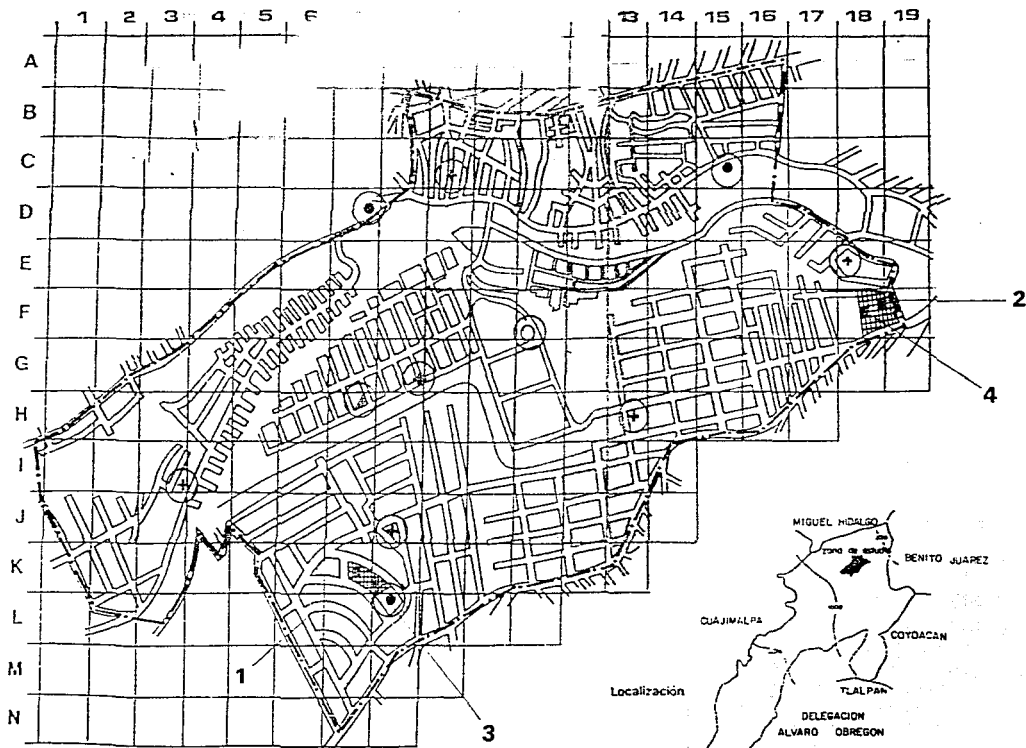 1 2 3 4 5 6 13 14 15 16 17 18 19
A
B
C
D
E
F
G
H
I
J
K
L
M
N
2
4
1
3
MIGUEL HIDALGO
zona de estudio
BENITO JUAREZ
CUAJIMALPA
COYOACAN
TLALPAN
Localización
DELEGACION
ALVARO OBREGON